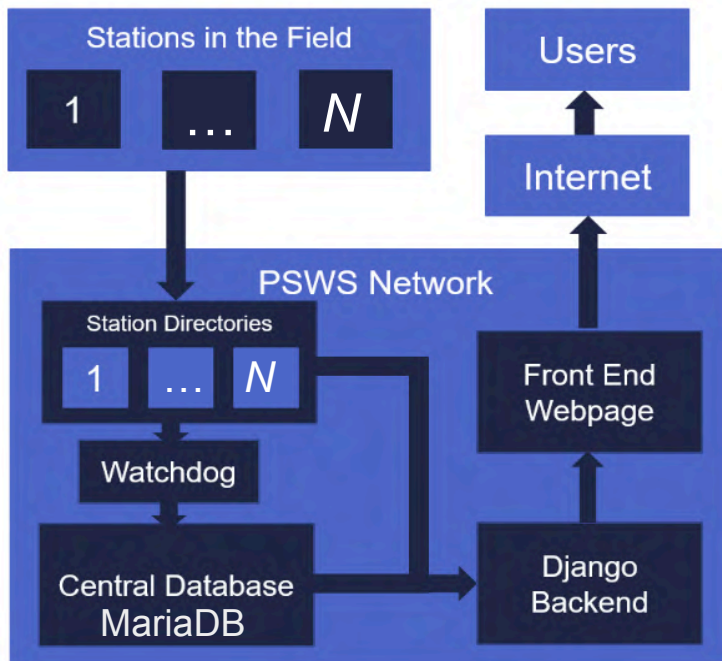 Stations in the Field
1
...
N
Users
Internet
PSWS Network
Station Directories
1
...
N
Watchdog
Central Database
MariaDB
Front End
Webpage
Django
Backend